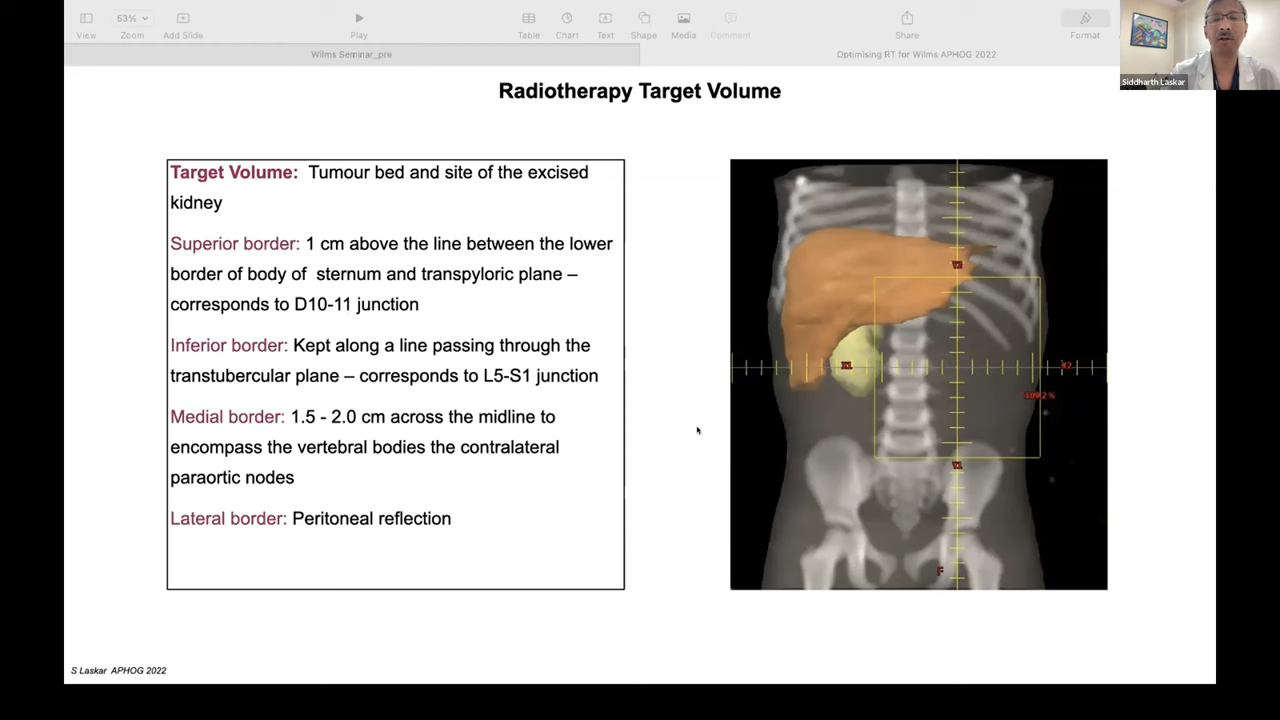 53%
View
Zoom
Add Slide
Play
Table
Chart
Text
Shape
Media
Comment
Share
Format
Wilms Seminar_pre
Optimising RT for Wilms APHOG 2022
Siddharth Laskar
Radiotherapy Target Volume
Target Volume: Tumour bed and site of the excised
kidney
Superior border: 1 cm above the line between the lower
border of body of sternum and transpyloric plane –
corresponds to D10-11 junction
Inferior border: Kept along a line passing through the
transtubercular plane – corresponds to L5-S1 junction
Medial border: 1.5 - 2.0 cm across the midline to
encompass the vertebral bodies the contralateral
paraortic nodes
Lateral border: Peritoneal reflection
Y2
X1
X2
Y1
F
S Laskar APHOG 2022